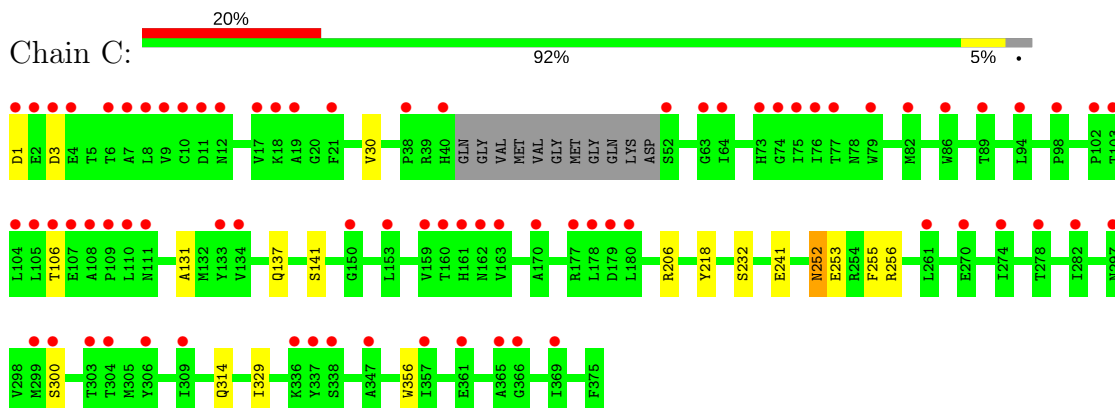 20%
Chain C:
92% 5% •
D1 E2 D3 E4 T5 T6 A7 L8 V9 C10 D11 N12 V17 K18 A19 G20 F21 V30 P38 R39 H40 GLN GLY VAL MET VAL GLY MET GLY GLN LYS ASP S52 G63 I64 H73 G74 I75 I76 T77 N78 W79 M82 W86 T89 L94 P98 P102 T103
L104 L105 T106 E107 A108 P109 L110 N111 A131 M132 V133 V134 Q137 S141 G150 L153 V159 T160 H161 N162 V163 A170 R177 L178 D179 L180 R206 Y218 S232 E241 N252 E253 R254 F255 R256 L261 E270 I274 T278 I282 N297
V298 M299 S300 T303 T304 M305 Y306 I309 Q314 I329 K336 Y337 S338 A347 W356 I357 E361 A365 G366 I369 F375